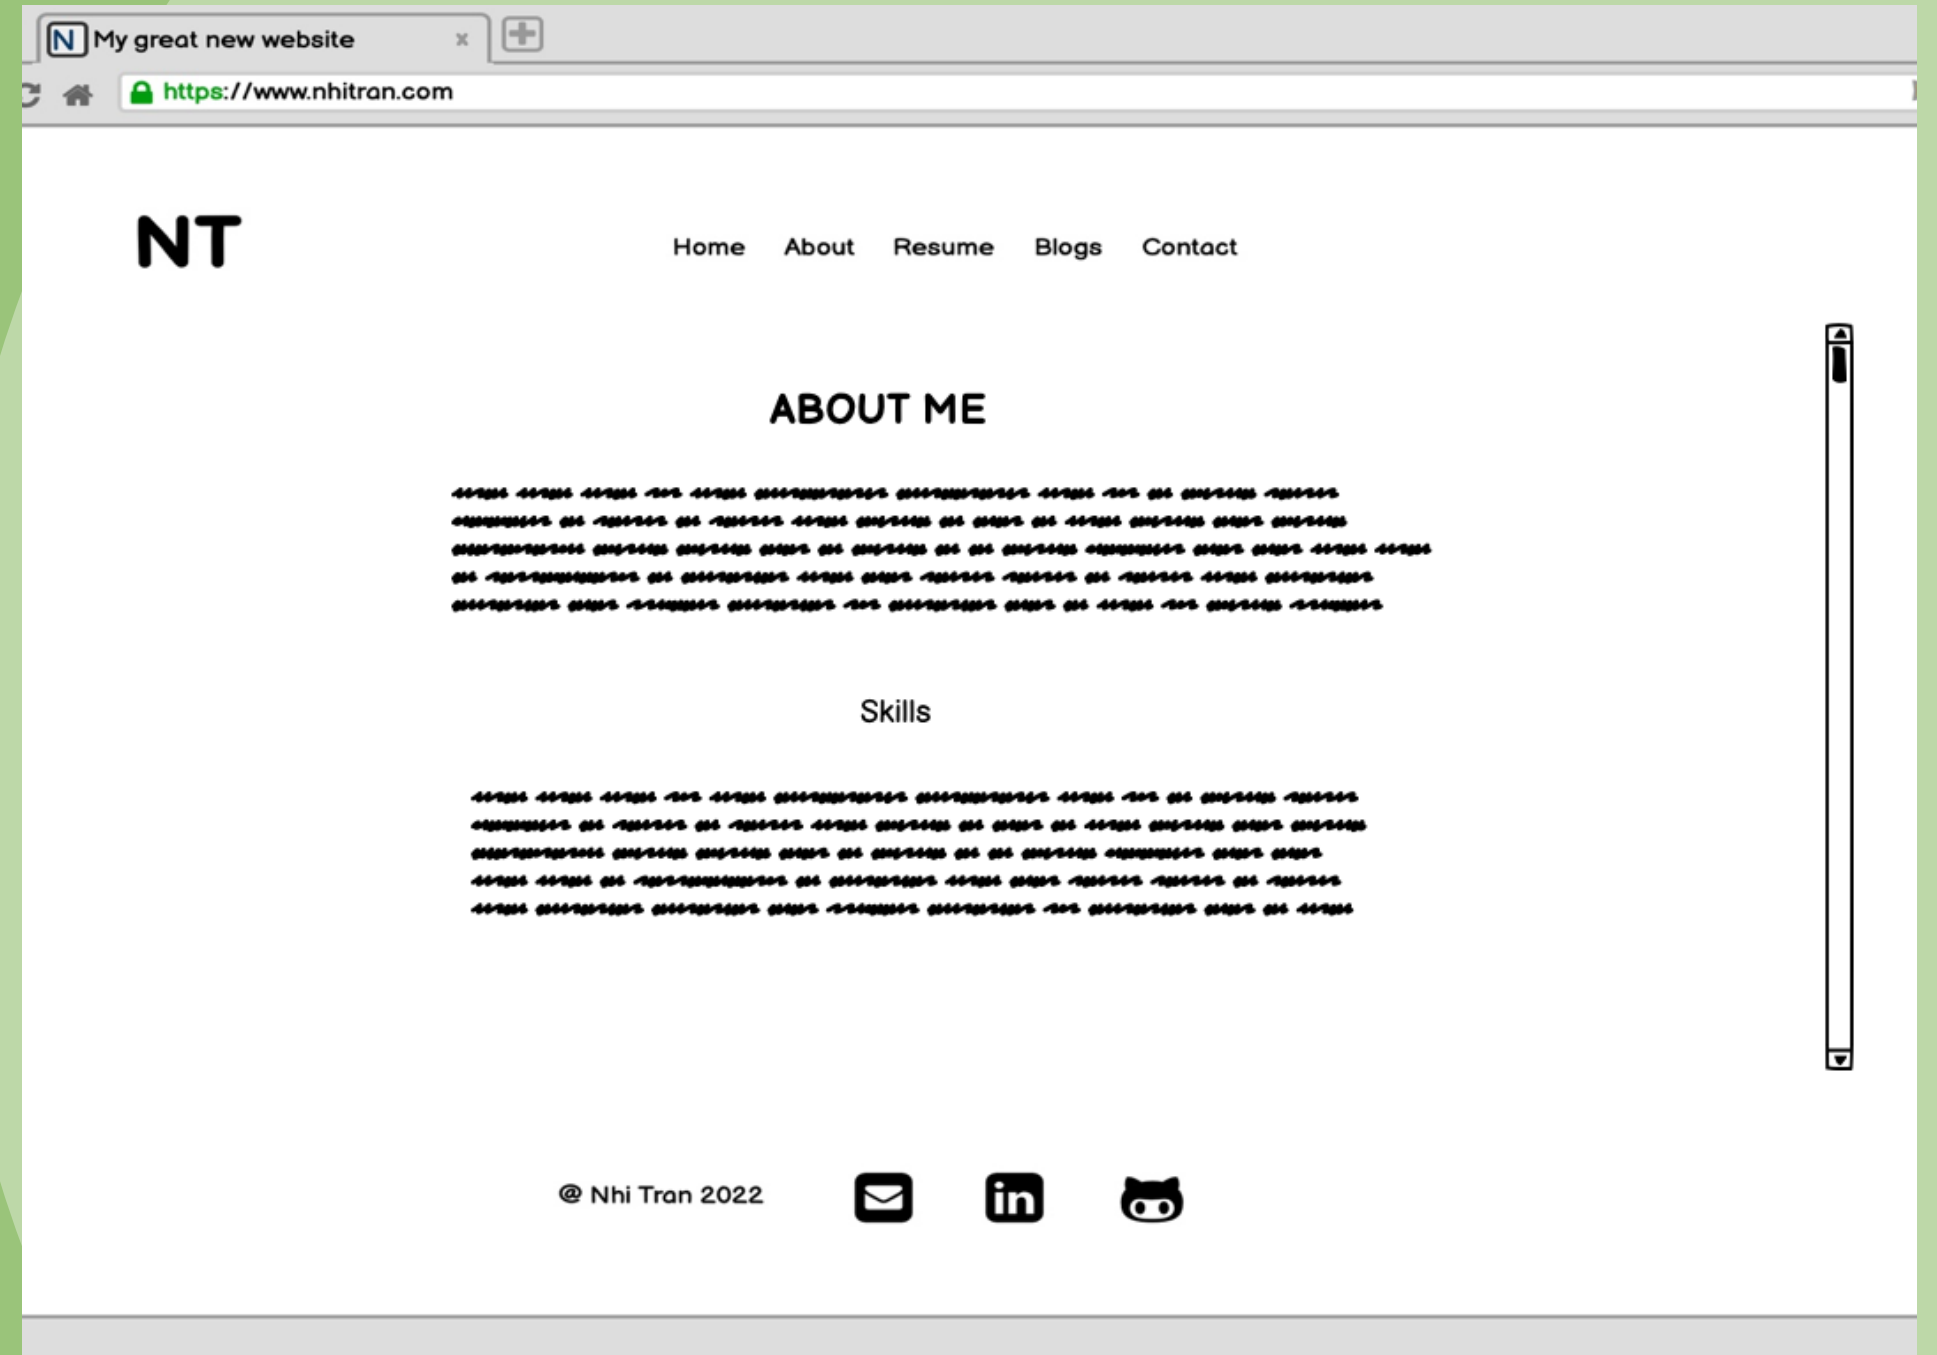 N My great new website
https://www.nhitran.com
NT
Home About Resume Blogs Contact
ABOUT ME
Skills
@ Nhi Tran 2022
in